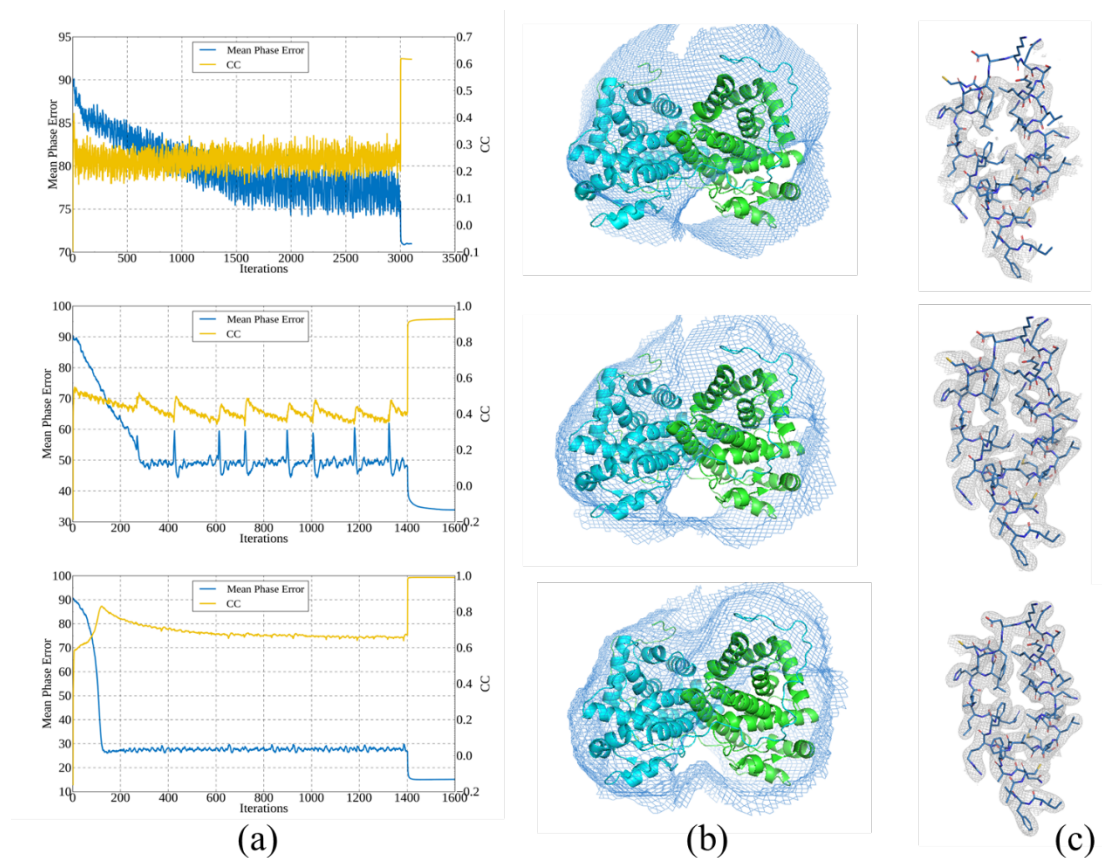 95
90
85
80
75
70
Mean Phase Error
Mean Phase Error
CC
0.7
0.6
0.5
0.4
0.3
0.2
0.1
0.0
-0.1
CC
0 500 1000 1500 2000 2500 3000 3500
Iterations
100
90
80
70
60
50
40
30
Mean Phase Error
Mean Phase Error
CC
1.0
0.8
0.6
0.4
0.2
0.0
-0.2
CC
0 200 400 600 800 1000 1200 1400 1600
Iterations
100
90
80
70
60
50
40
30
20
10
Mean Phase Error
Mean Phase Error
CC
1.0
0.8
0.6
0.4
0.2
0.0
-0.2
CC
0 200 400 600 800 1000 1200 1400 1600
Iterations
(a) (b) (c)